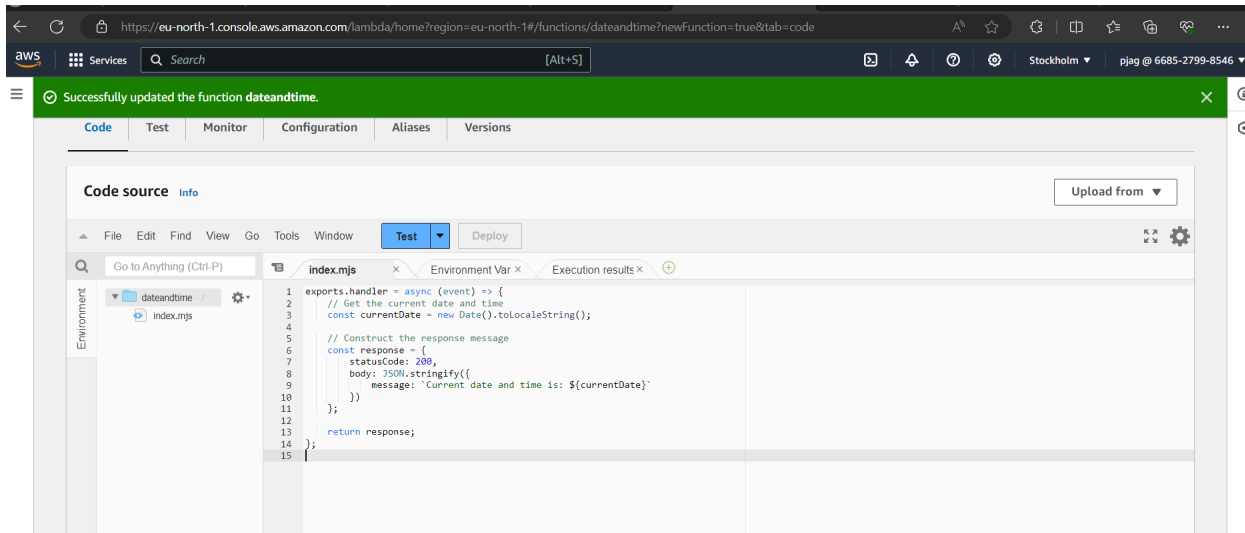 https://eu-north-1.console.aws.amazon.com/lambda/home?region=eu-north-1#/functions/dateandtime?newFunction=true&tab=code
aws Services Search [Alt+S] Stockholm ▼ pjag @ 6685-2799-8546 ▼
Successfully updated the function dateandtime.
Code Test Monitor Configuration Aliases Versions
Code source Info Upload from ▼
File Edit Find View Go Tools Window Test Deploy
Go to Anything (Ctrl-P) index.mjs × Environment Var × Execution results ×
Environment
dateandtime /
index.mjs
1 exports.handler = async (event) => {
2 // Get the current date and time
3 const currentDate = new Date().toLocaleString();
4
5 // Construct the response message
6 const response = {
7 statusCode: 200,
8 body: JSON.stringify({
9 message: `Current date and time is: ${currentDate}`
10 })
11 };
12
13 return response;
14 };
15